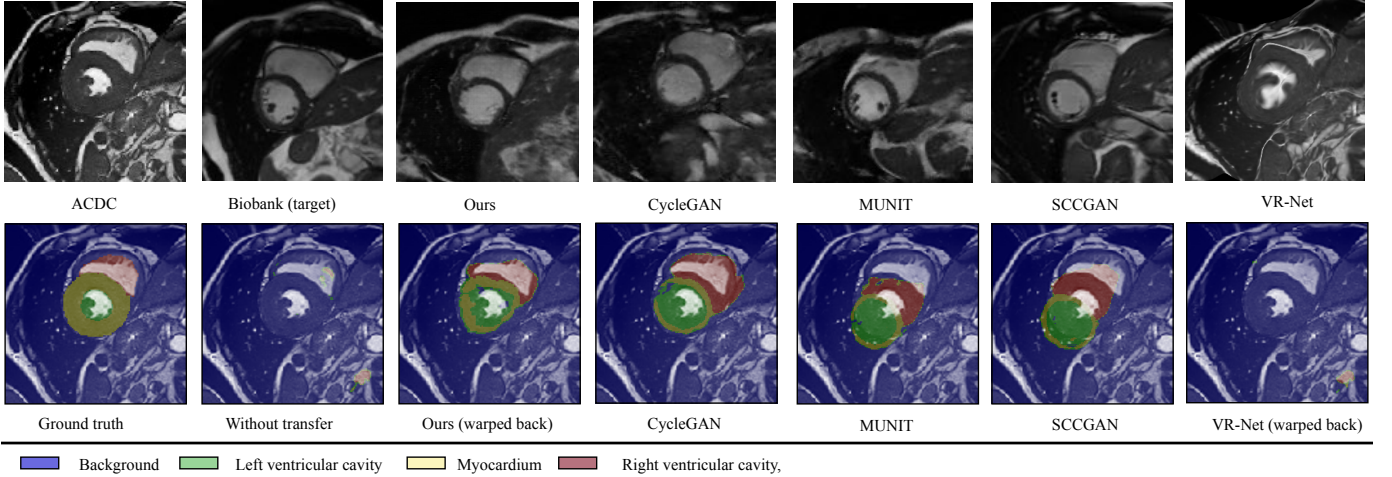 ACDC Biobank (target) Ours CycleGAN MUNIT SCCGAN VR-Net
Ground truth Without transfer Ours (warped back) CycleGAN MUNIT SCCGAN VR-Net (warped back)
Background Left ventricular cavity Myocardium Right ventricular cavity,